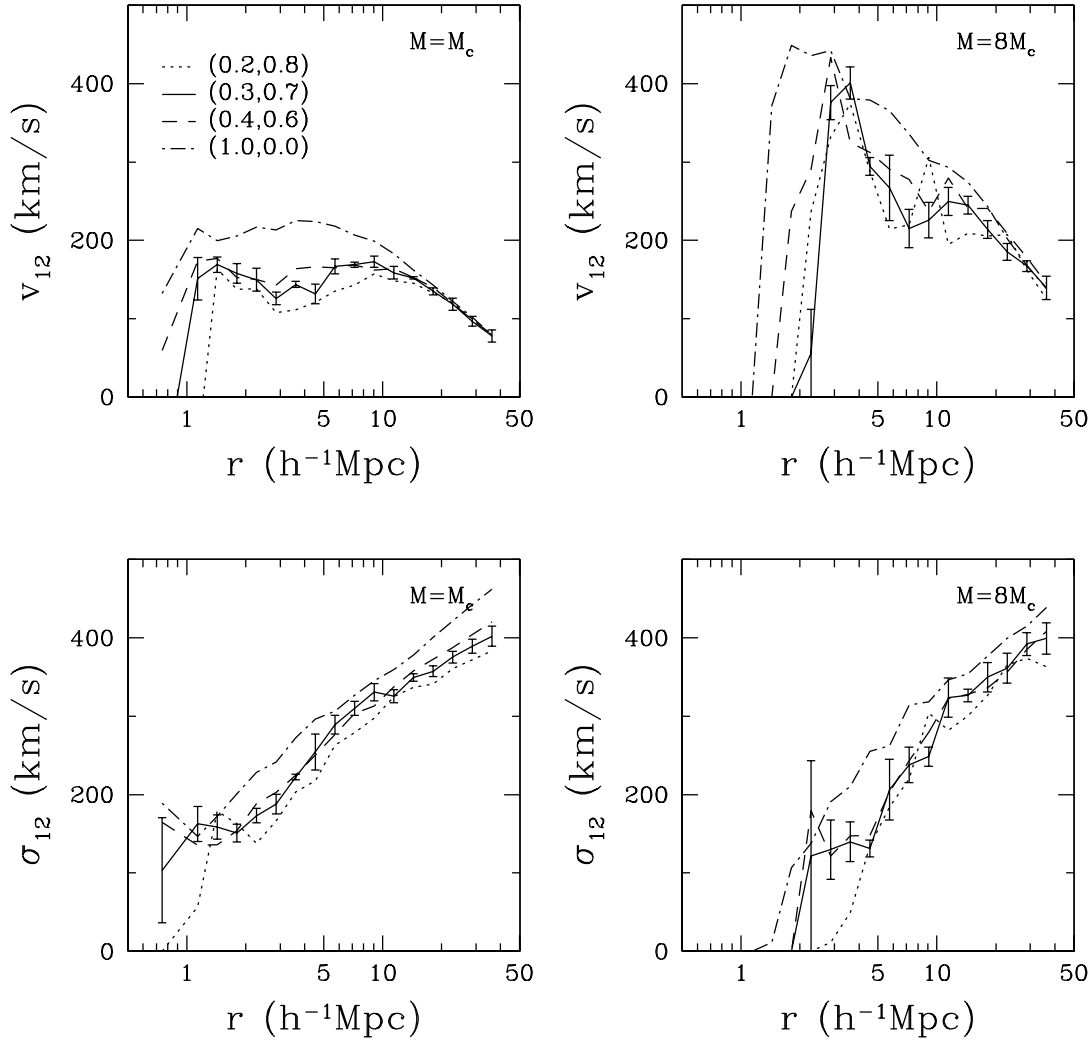 M=M_c
(0.2,0.8)
(0.3,0.7)
(0.4,0.6)
(1.0,0.0)
v_12 (km/s)
400
200
0
1 5 10 50
r (h⁻¹Mpc)
M=8M_c
v_12 (km/s)
400
200
0
1 5 10 50
r (h⁻¹Mpc)
M=M_c
σ_12 (km/s)
400
200
0
1 5 10 50
r (h⁻¹Mpc)
M=8M_c
σ_12 (km/s)
400
200
0
1 5 10 50
r (h⁻¹Mpc)